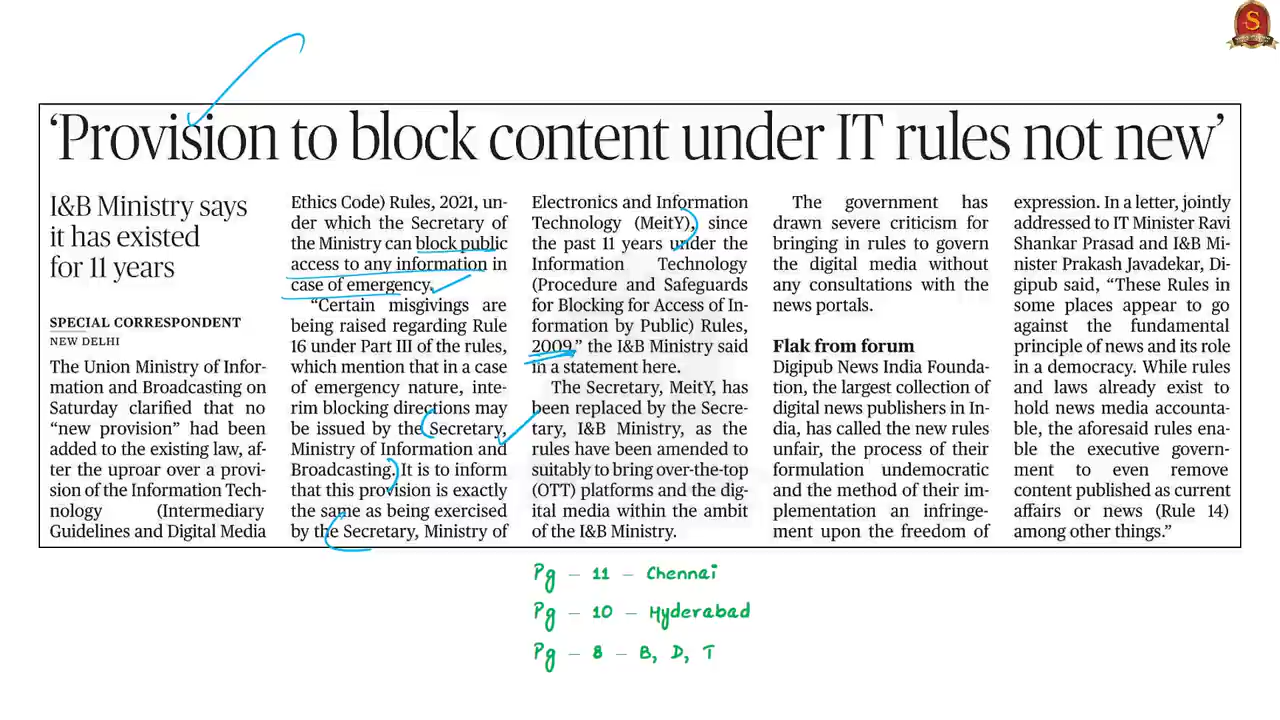 S
‘Provision to block content under IT rules not new’
I&B Ministry says
it has existed
for 11 years
SPECIAL CORRESPONDENT
NEW DELHI
The Union Ministry of Infor-
mation and Broadcasting on
Saturday clarified that no
“new provision” had been
added to the existing law, af-
ter the uproar over a provi-
sion of the Information Tech-
nology (Intermediary
Guidelines and Digital Media
Ethics Code) Rules, 2021, un-
der which the Secretary of
the Ministry can block public
access to any information in
case of emergency.
“Certain misgivings are
being raised regarding Rule
16 under Part III of the rules,
which mention that in a case
of emergency nature, inte-
rim blocking directions may
be issued by the Secretary,
Ministry of Information and
Broadcasting. It is to inform
that this provision is exactly
the same as being exercised
by the Secretary, Ministry of
Electronics and Information
Technology (MeitY), since
the past 11 years under the
Information Technology
(Procedure and Safeguards
for Blocking for Access of In-
formation by Public) Rules,
2009,” the I&B Ministry said
in a statement here.
The Secretary, MeitY, has
been replaced by the Secre-
tary, I&B Ministry, as the
rules have been amended to
suitably to bring over-the-top
(OTT) platforms and the dig-
ital media within the ambit
of the I&B Ministry.
The government has
drawn severe criticism for
bringing in rules to govern
the digital media without
any consultations with the
news portals.
Flak from forum
Digipub News India Founda-
tion, the largest collection of
digital news publishers in In-
dia, has called the new rules
unfair, the process of their
formulation undemocratic
and the method of their im-
plementation an infringe-
ment upon the freedom of
expression. In a letter, jointly
addressed to IT Minister Ravi
Shankar Prasad and I&B Mi-
nister Prakash Javadekar, Di-
gipub said, “These Rules in
some places appear to go
against the fundamental
principle of news and its role
in a democracy. While rules
and laws already exist to
hold news media accounta-
ble, the aforesaid rules ena-
ble the executive govern-
ment to even remove
content published as current
affairs or news (Rule 14)
among other things.”
Pg - 11 - Chennai
Pg - 10 - Hyderabad
Pg - 8 - B, D, T